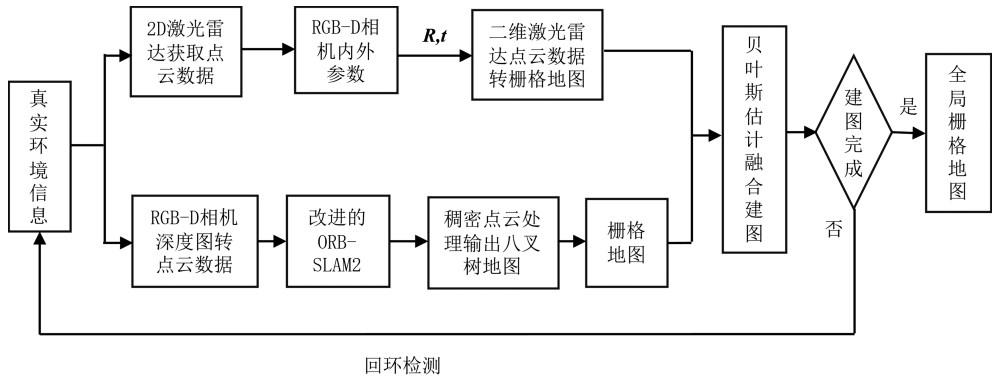 真实环境信息
2D激光雷
达获取点
云数据
RGB-D相
机内外
参数
R,t
二维激光雷
达点云数据
转栅格地图
RGB-D相机
深度图转
点云数据
改进的
ORB-
SLAM2
稠密点云处
理输出八叉
树地图
栅格
地图
贝叶斯估计融合建图
建图完成
是
否
全局栅格地图
回环检测